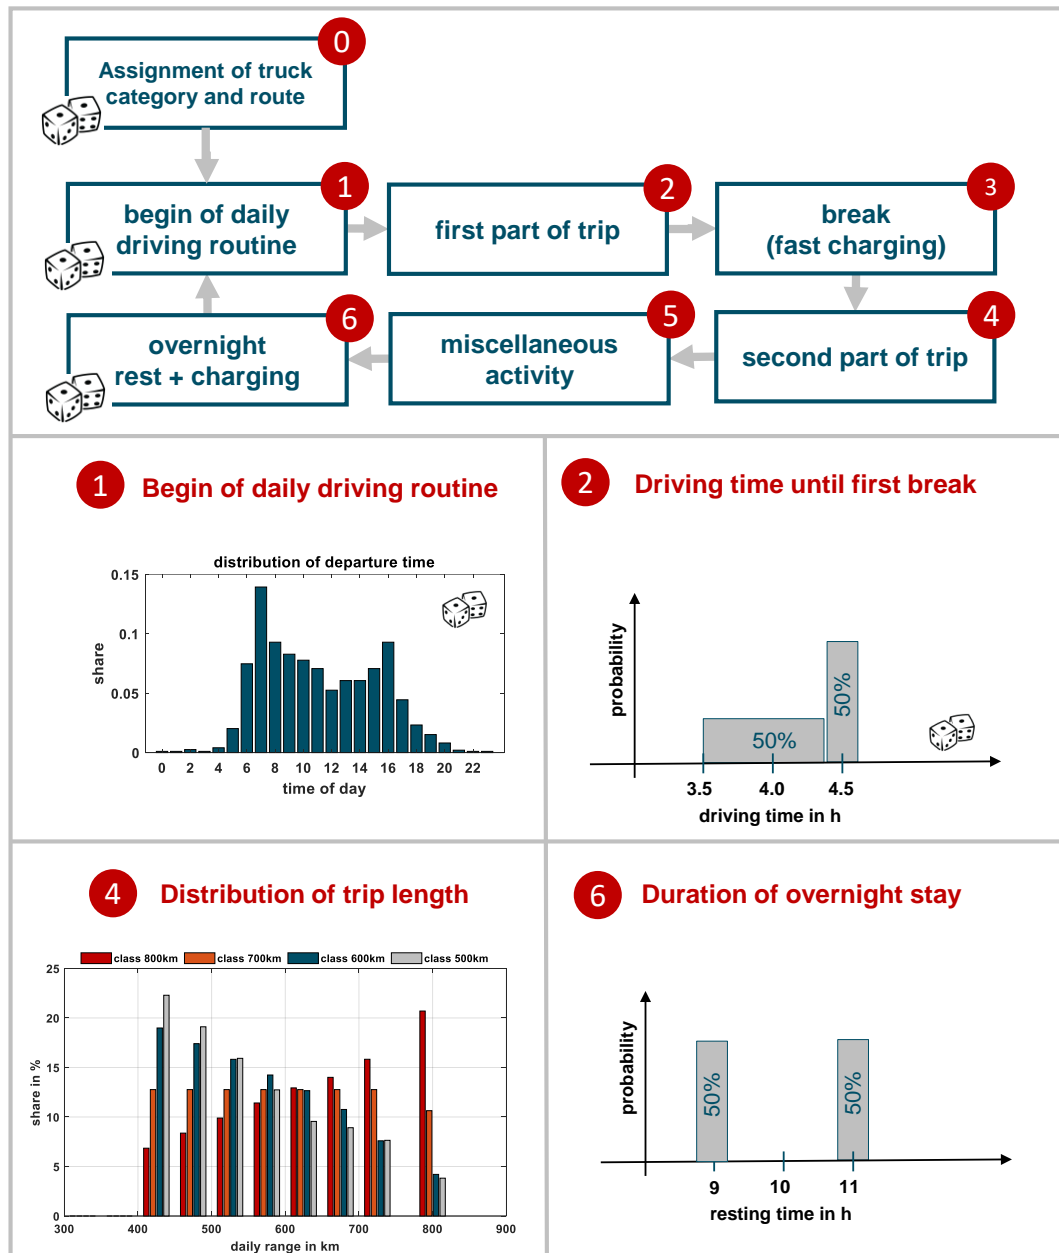 0
Assignment of truck
category and route
1
begin of daily
driving routine
2
first part of trip
3
break
(fast charging)
6
overnight
rest + charging
5
miscellaneous
activity
4
second part of trip
1 Begin of daily driving routine
distribution of departure time
share
0.15
0.1
0.05
0
0 2 4 6 8 10 12 14 16 18 20 22
time of day
2 Driving time until first break
probability
50%
50%
3.5 4.0 4.5
driving time in h
4 Distribution of trip length
class 800km class 700km class 600km class 500km
share in %
25
20
15
10
5
0
300 400 500 600 700 800 900
daily range in km
6 Duration of overnight stay
probability
50%
50%
9 10 11
resting time in h